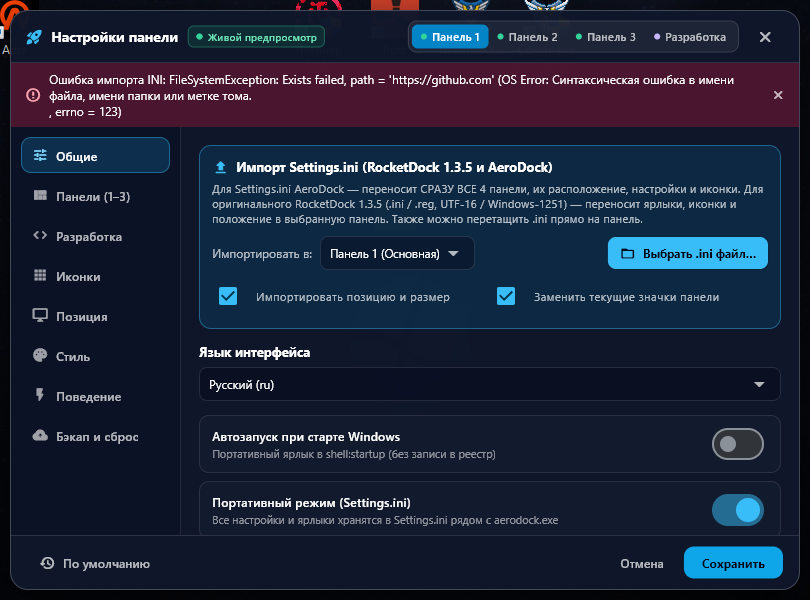 Настройки панели
Живой предпросмотр
Панель 1
Панель 2
Панель 3
Разработка
Ошибка импорта INI: FileSystemException: Exists failed, path = 'https://github.com' (OS Error: Синтаксическая ошибка в имени
файла, имени папки или метке тома.
, errno = 123)
Общие
Панели (1–3)
Разработка
Иконки
Позиция
Стиль
Поведение
Бэкап и сброс
Импорт Settings.ini (RocketDock 1.3.5 и AeroDock)
Для Settings.ini AeroDock — переносит СРАЗУ ВСЕ 4 панели, их расположение, настройки и иконки. Для
оригинального RocketDock 1.3.5 (.ini / .reg, UTF-16 / Windows-1251) — переносит ярлыки, иконки и
положение в выбранную панель. Также можно перетащить .ini прямо на панель.
Импортировать в:
Панель 1 (Основная)
Выбрать .ini файл...
Импортировать позицию и размер
Заменить текущие значки панели
Язык интерфейса
Русский (ru)
Автозапуск при старте Windows
Портативный ярлык в shell:startup (без записи в реестр)
Портативный режим (Settings.ini)
Все настройки и ярлыки хранятся в Settings.ini рядом с aerodock.exe
По умолчанию
Отмена
Сохранить